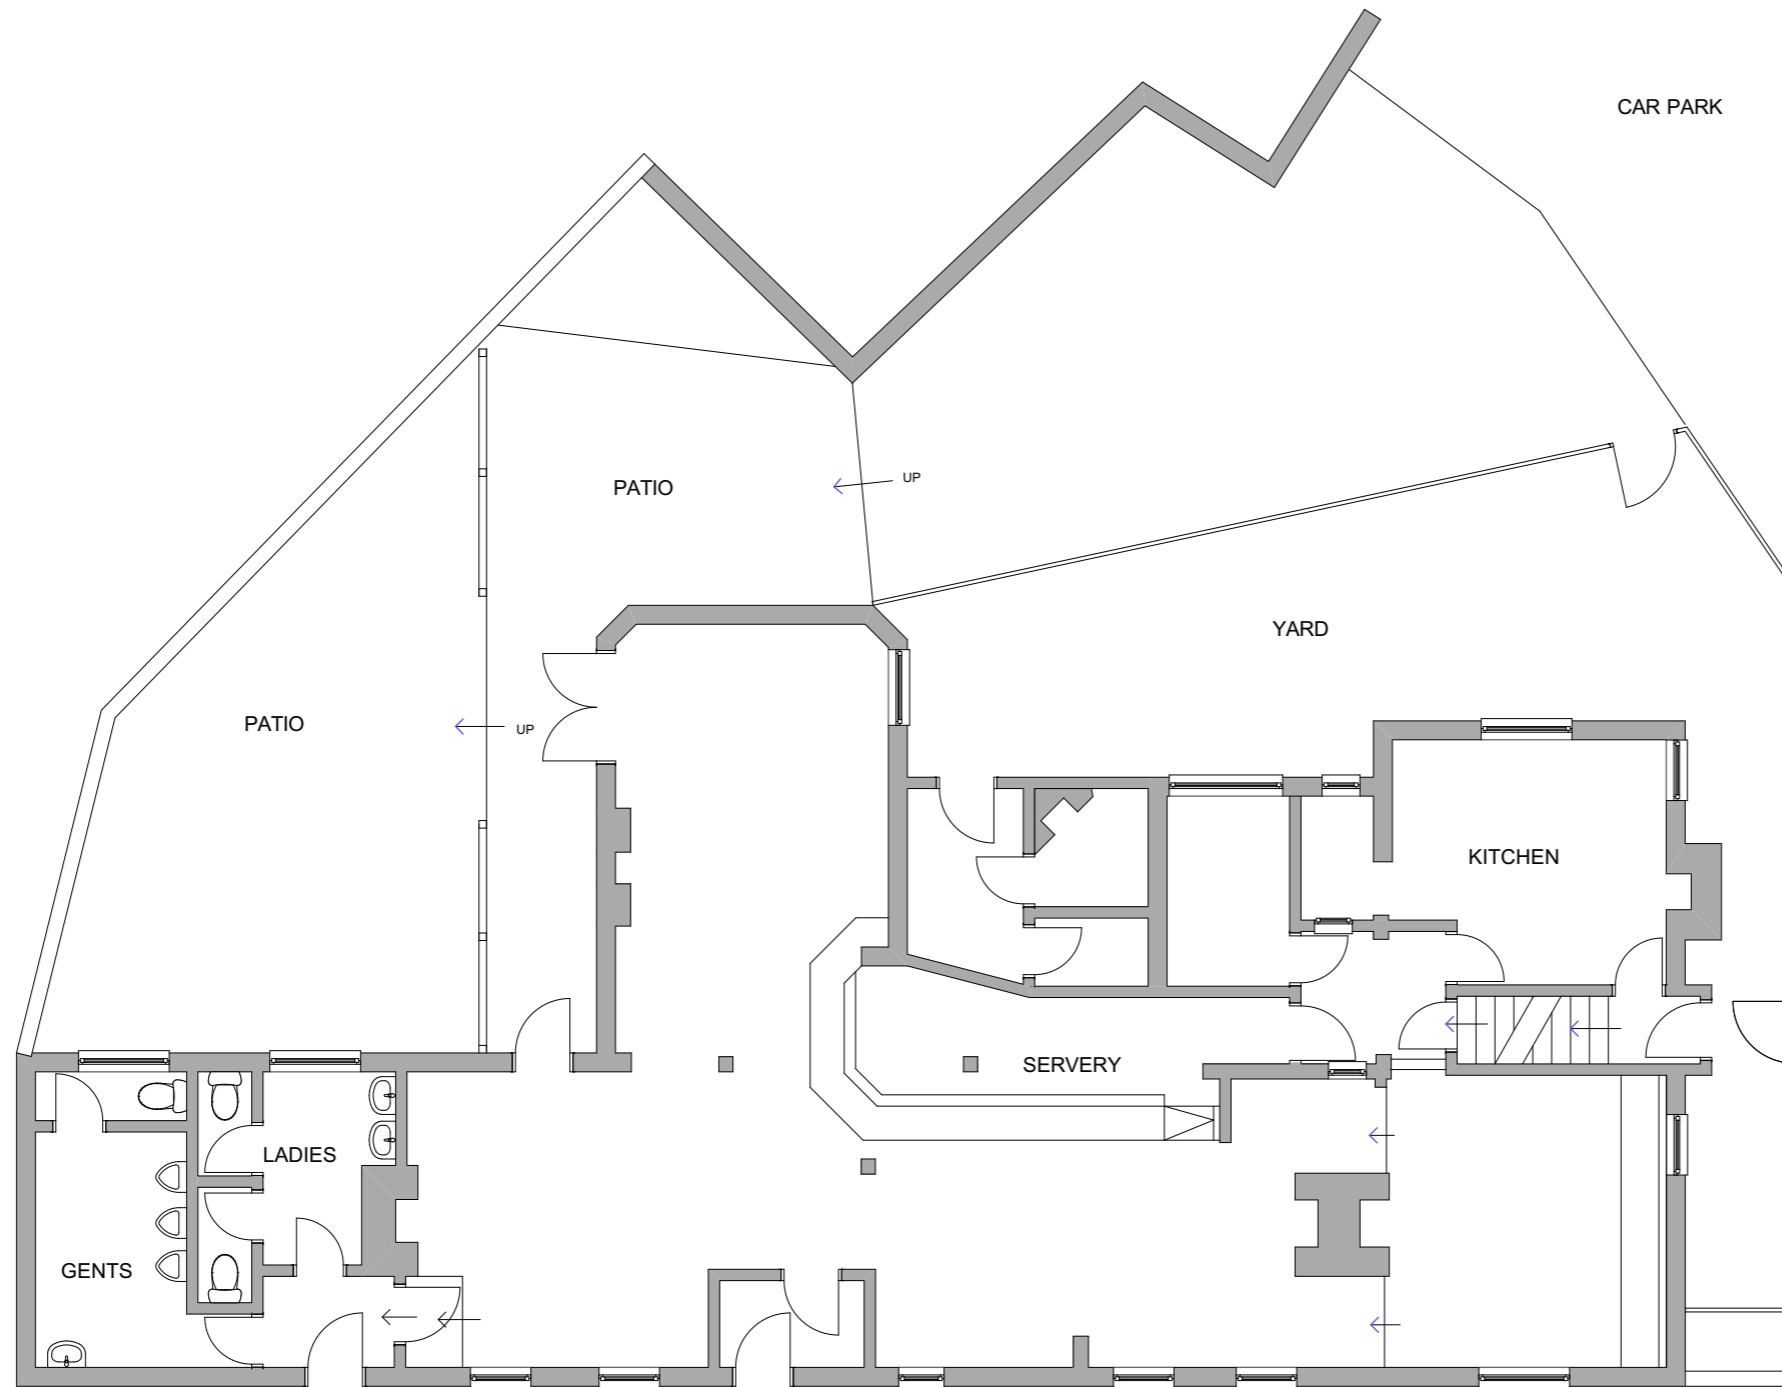 CAR PARK
PATIO
UP
YARD
PATIO
UP
KITCHEN
SERVERY
LADIES
GENTS